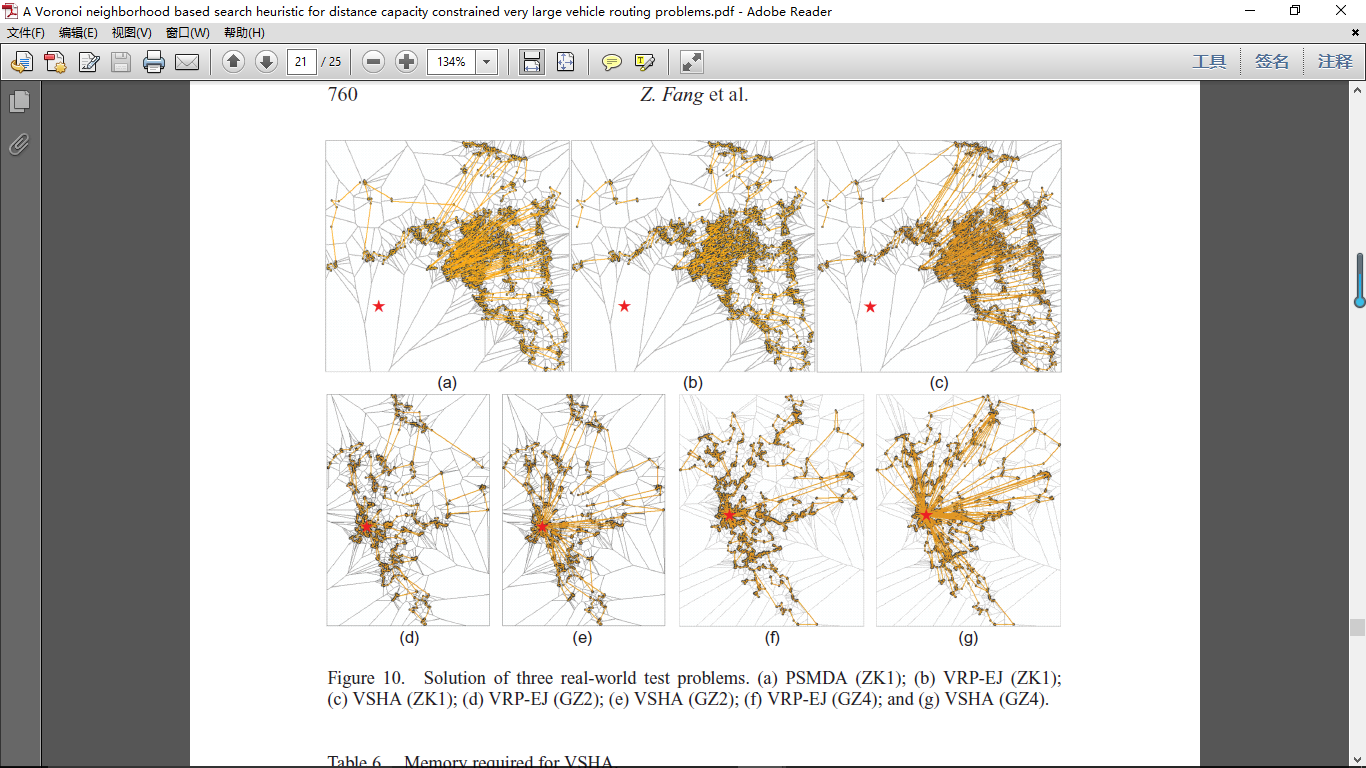 A Voronoi neighborhood based search heuristic for distance capacity constrained very large vehicle routing problems.pdf - Adobe Reader
文件(F) 编辑(E) 视图(V) 窗口(W) 帮助(H)
21 / 25 134% 工具 签名 注释
760 Z. Fang et al.
(a) (b) (c)
(d) (e) (f) (g)
Figure 10. Solution of three real-world test problems. (a) PSMDA (ZK1); (b) VRP-EJ (ZK1);
(c) VSHA (ZK1); (d) VRP-EJ (GZ2); (e) VSHA (GZ2); (f) VRP-EJ (GZ4); and (g) VSHA (GZ4).
Table 6. Memory required for VSHA.